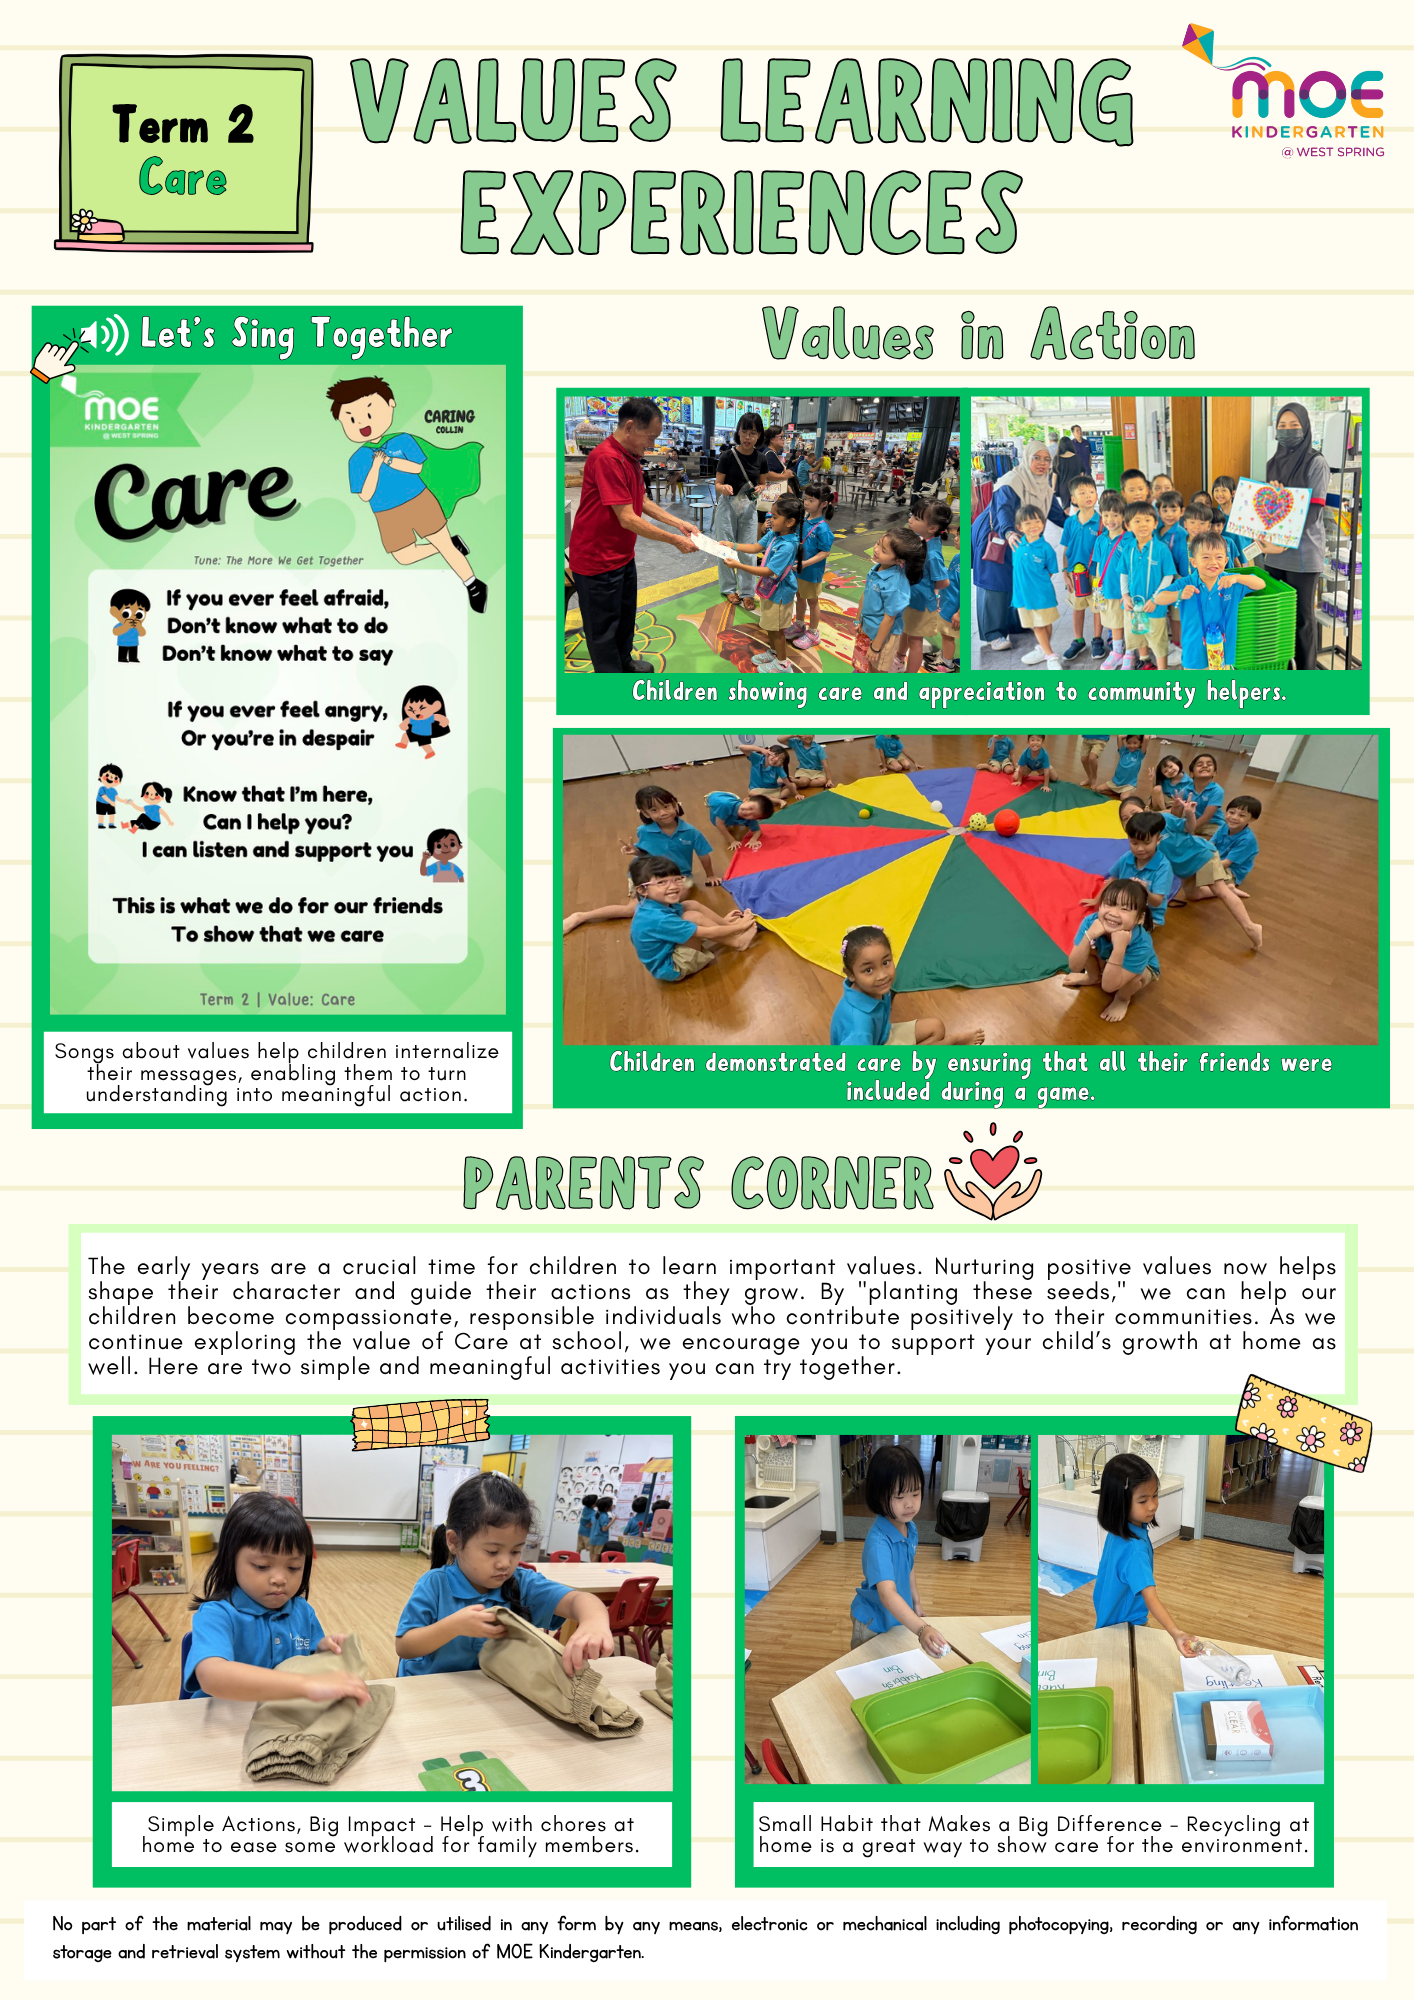 Term 2
Care
VALUES LEARNING
EXPERIENCES
MOE
KINDERGARTEN
@ WEST SPRING
Let's Sing Together
MOE
KINDERGARTEN
@ WEST SPRING
CARING
COLLIN
Care
Tune: The More We Get Together
If you ever feel afraid,
Don't know what to do
Don't know what to say
If you ever feel angry,
Or you're in despair
Know that I'm here,
Can I help you?
I can listen and support you
This is what we do for our friends
To show that we care
Term 2 | Value: Care
Songs about values help children internalize
their messages, enabling them to turn
understanding into meaningful action.
Values in Action
Children showing care and appreciation to community helpers.
Children demonstrated care by ensuring that all their friends were
included during a game.
PARENTS CORNER
The early years are a crucial time for children to learn important values. Nurturing positive values now helps
shape their character and guide their actions as they grow. By "planting these seeds," we can help our
children become compassionate, responsible individuals who contribute positively to their communities. As we
continue exploring the value of Care at school, we encourage you to support your child's growth at home as
well. Here are two simple and meaningful activities you can try together.
ARE YOU FEELING?
moe
Rubbish
Bin
CLEAR
Simple Actions, Big Impact - Help with chores at
home to ease some workload for family members.
Small Habit that Makes a Big Difference - Recycling at
home is a great way to show care for the environment.
No part of the material may be produced or utilised in any form by any means, electronic or mechanical including photocopying, recording or any information
storage and retrieval system without the permission of MOE Kindergarten.